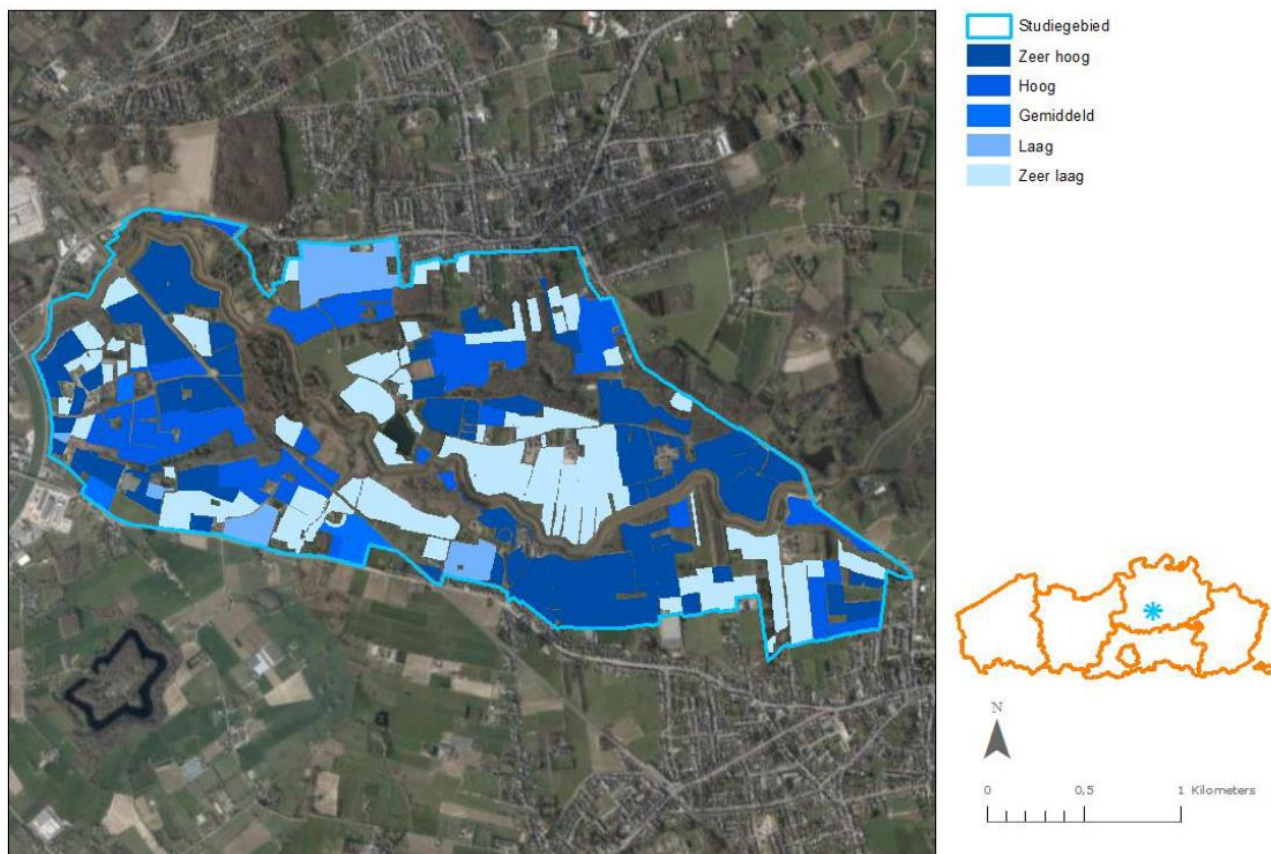 Studiegebied
Zeer hoog
Hoog
Gemiddeld
Laag
Zeer laag
N
0 0,5 1 Kilometers